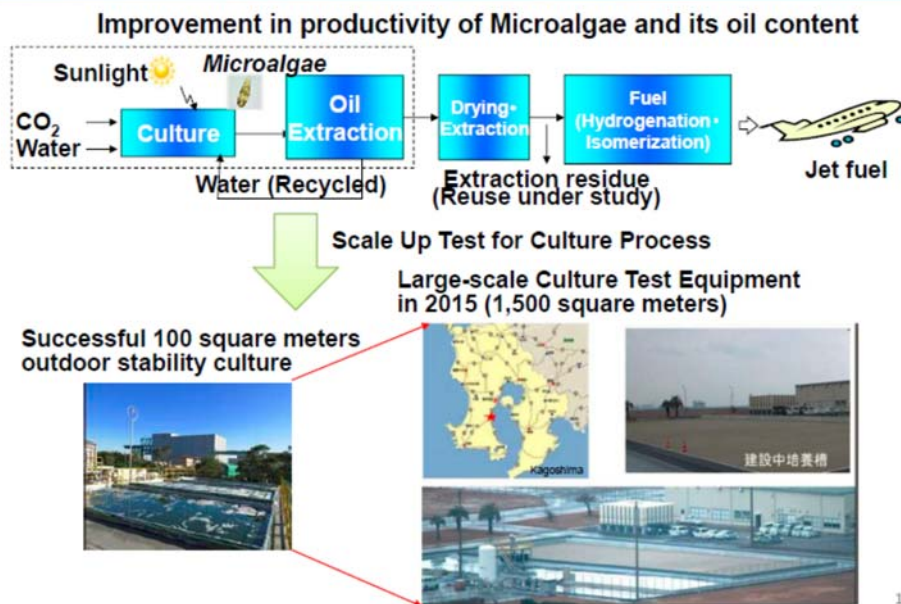 Improvement in productivity of Microalgae and its oil content
Sunlight
Microalgae
CO2
Water
Culture
Oil
Extraction
Drying・
Extraction
Fuel
(Hydrogenation・
Isomerization)
Jet fuel
Water (Recycled)
Extraction residue
(Reuse under study)
Scale Up Test for Culture Process
Large-scale Culture Test Equipment
in 2015 (1,500 square meters)
Successful 100 square meters
outdoor stability culture
Kagoshima
建設中培養槽
1